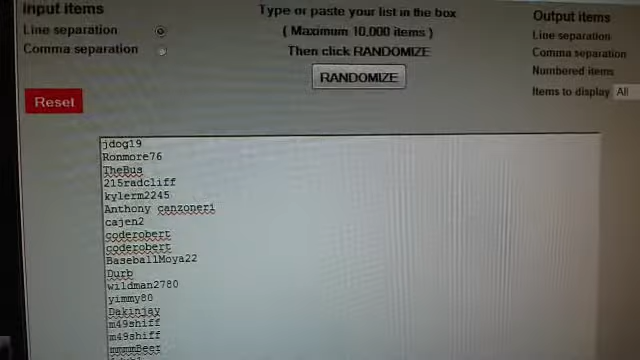 Input items
Line separation
Comma separation
Reset
Type or paste your list in the box
( Maximum 10,000 items )
Then click RANDOMIZE
RANDOMIZE
Output items
Line separation
Comma separation
Numbered items
Items to display All
jdog19
Ronmore76
TheBus
215radcliff
kylerm2245
Anthony canzoneri
cajen2
coderobert
coderobert
BaseballMoya22
Durb
wildman2780
yimmy80
Dakinjay
m49shiff
m49shiff
mmmmBeer